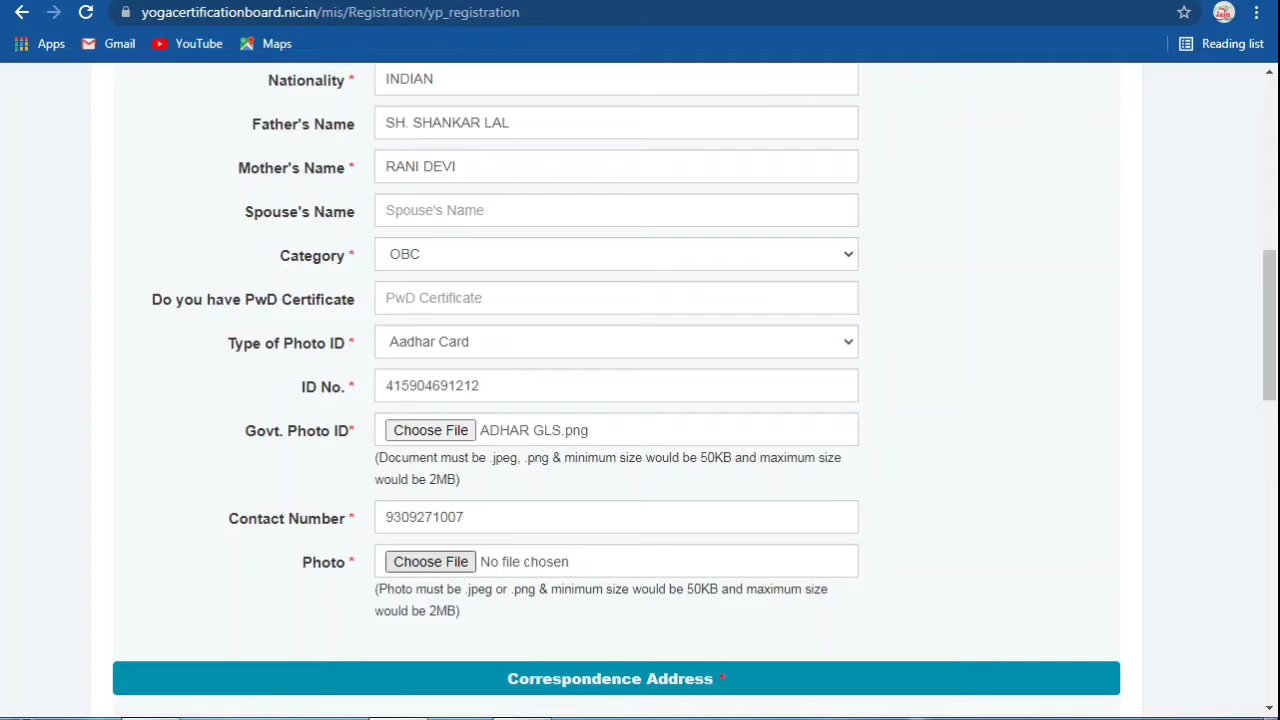 yogacertificationboard.nic.in/mis/Registration/yp_registration
Apps Gmail YouTube Maps Reading list
Nationality * INDIAN
Father's Name SH. SHANKAR LAL
Mother's Name * RANI DEVI
Spouse's Name Spouse's Name
Category * OBC
Do you have PwD Certificate PwD Certificate
Type of Photo ID * Aadhar Card
ID No. * 415904691212
Govt. Photo ID* Choose File ADHAR GLS.png
(Document must be .jpeg, .png & minimum size would be 50KB and maximum size
would be 2MB)
Contact Number * 9309271007
Photo * Choose File No file chosen
(Photo must be .jpeg or .png & minimum size would be 50KB and maximum size
would be 2MB)
Correspondence Address *